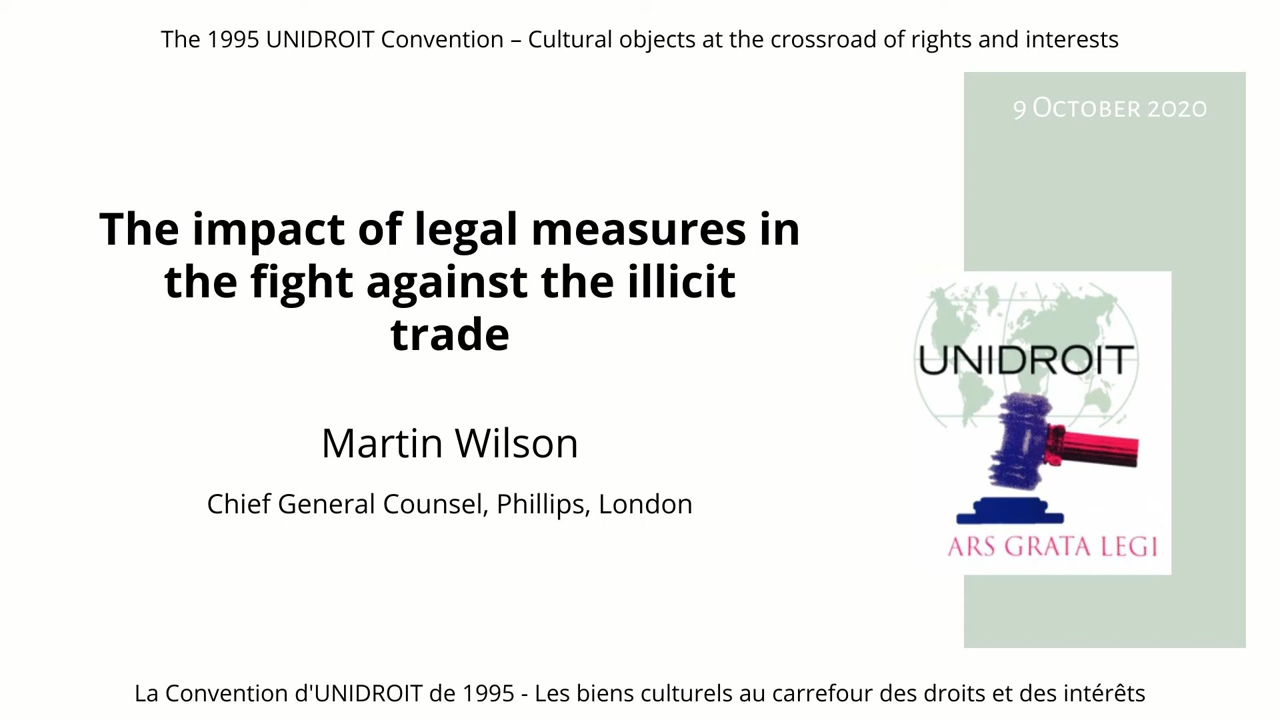 The 1995 UNIDROIT Convention – Cultural objects at the crossroad of rights and interests
9 October 2020
The impact of legal measures in
the fight against the illicit
trade
Martin Wilson
Chief General Counsel, Phillips, London
UNIDROIT
ARS GRATA LEGI
La Convention d'UNIDROIT de 1995 - Les biens culturels au carrefour des droits et des intérêts